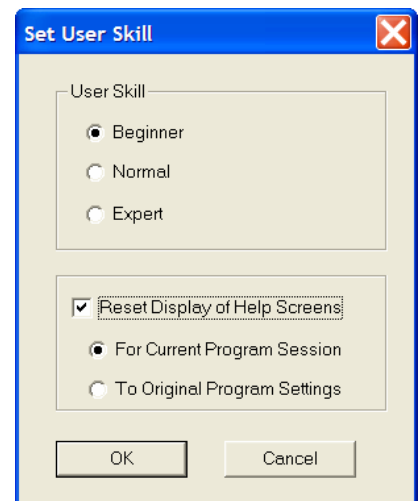 Set User Skill
User Skill
Beginner
Normal
Expert
Reset Display of Help Screens
For Current Program Session
To Original Program Settings
OK
Cancel